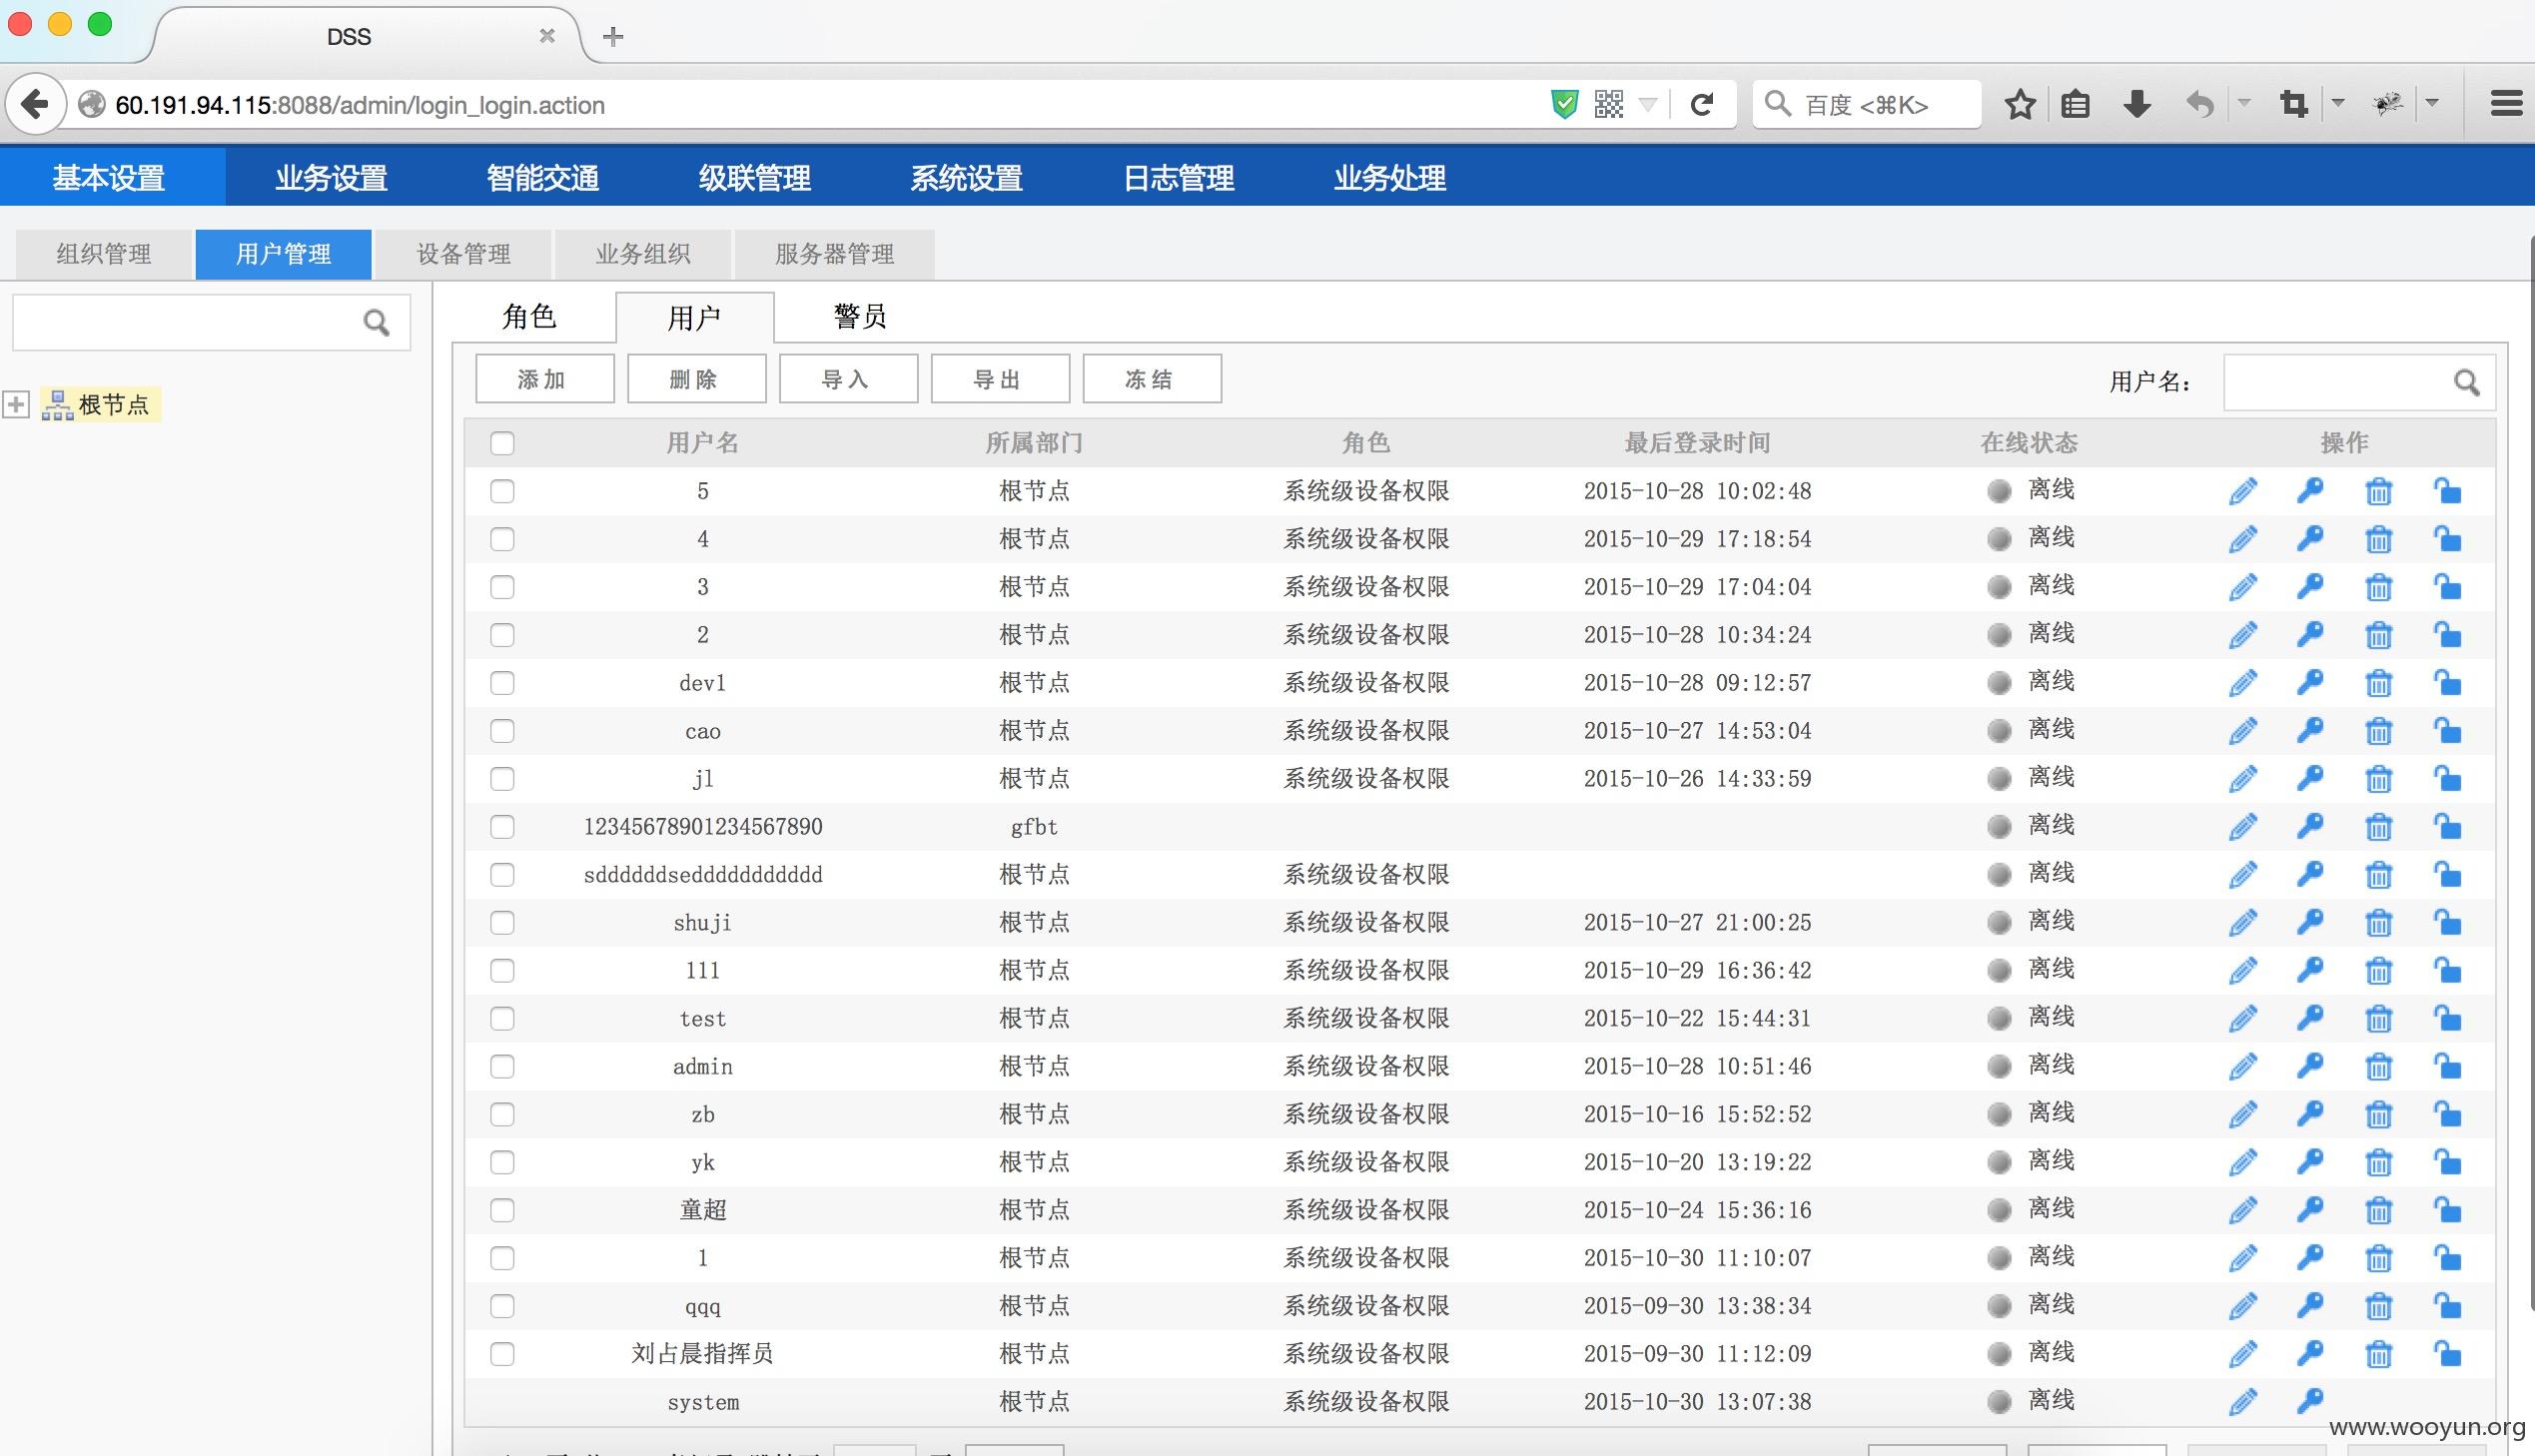 DSS
60.191.94.115:8088/admin/login_login.action
百度 <⌘K>
基本设置 业务设置 智能交通 级联管理 系统设置 日志管理 业务处理
组织管理 用户管理 设备管理 业务组织 服务器管理
角色 用户 警员
根节点
添加 删除 导入 导出 冻结 用户名：
用户名 所属部门 角色 最后登录时间 在线状态 操作
5 根节点 系统级设备权限 2015-10-28 10:02:48 离线
4 根节点 系统级设备权限 2015-10-29 17:18:54 离线
3 根节点 系统级设备权限 2015-10-29 17:04:04 离线
2 根节点 系统级设备权限 2015-10-28 10:34:24 离线
dev1 根节点 系统级设备权限 2015-10-28 09:12:57 离线
cao 根节点 系统级设备权限 2015-10-27 14:53:04 离线
jl 根节点 系统级设备权限 2015-10-26 14:33:59 离线
12345678901234567890 gfbt 离线
sddddddseddddddddddd 根节点 系统级设备权限 离线
shuji 根节点 系统级设备权限 2015-10-27 21:00:25 离线
111 根节点 系统级设备权限 2015-10-29 16:36:42 离线
test 根节点 系统级设备权限 2015-10-22 15:44:31 离线
admin 根节点 系统级设备权限 2015-10-28 10:51:46 离线
zb 根节点 系统级设备权限 2015-10-16 15:52:52 离线
yk 根节点 系统级设备权限 2015-10-20 13:19:22 离线
童超 根节点 系统级设备权限 2015-10-24 15:36:16 离线
1 根节点 系统级设备权限 2015-10-30 11:10:07 离线
qqq 根节点 系统级设备权限 2015-09-30 13:38:34 离线
刘占晨指挥员 根节点 系统级设备权限 2015-09-30 11:12:09 离线
system 根节点 系统级设备权限 2015-10-30 13:07:38 离线
www.wooyun.org